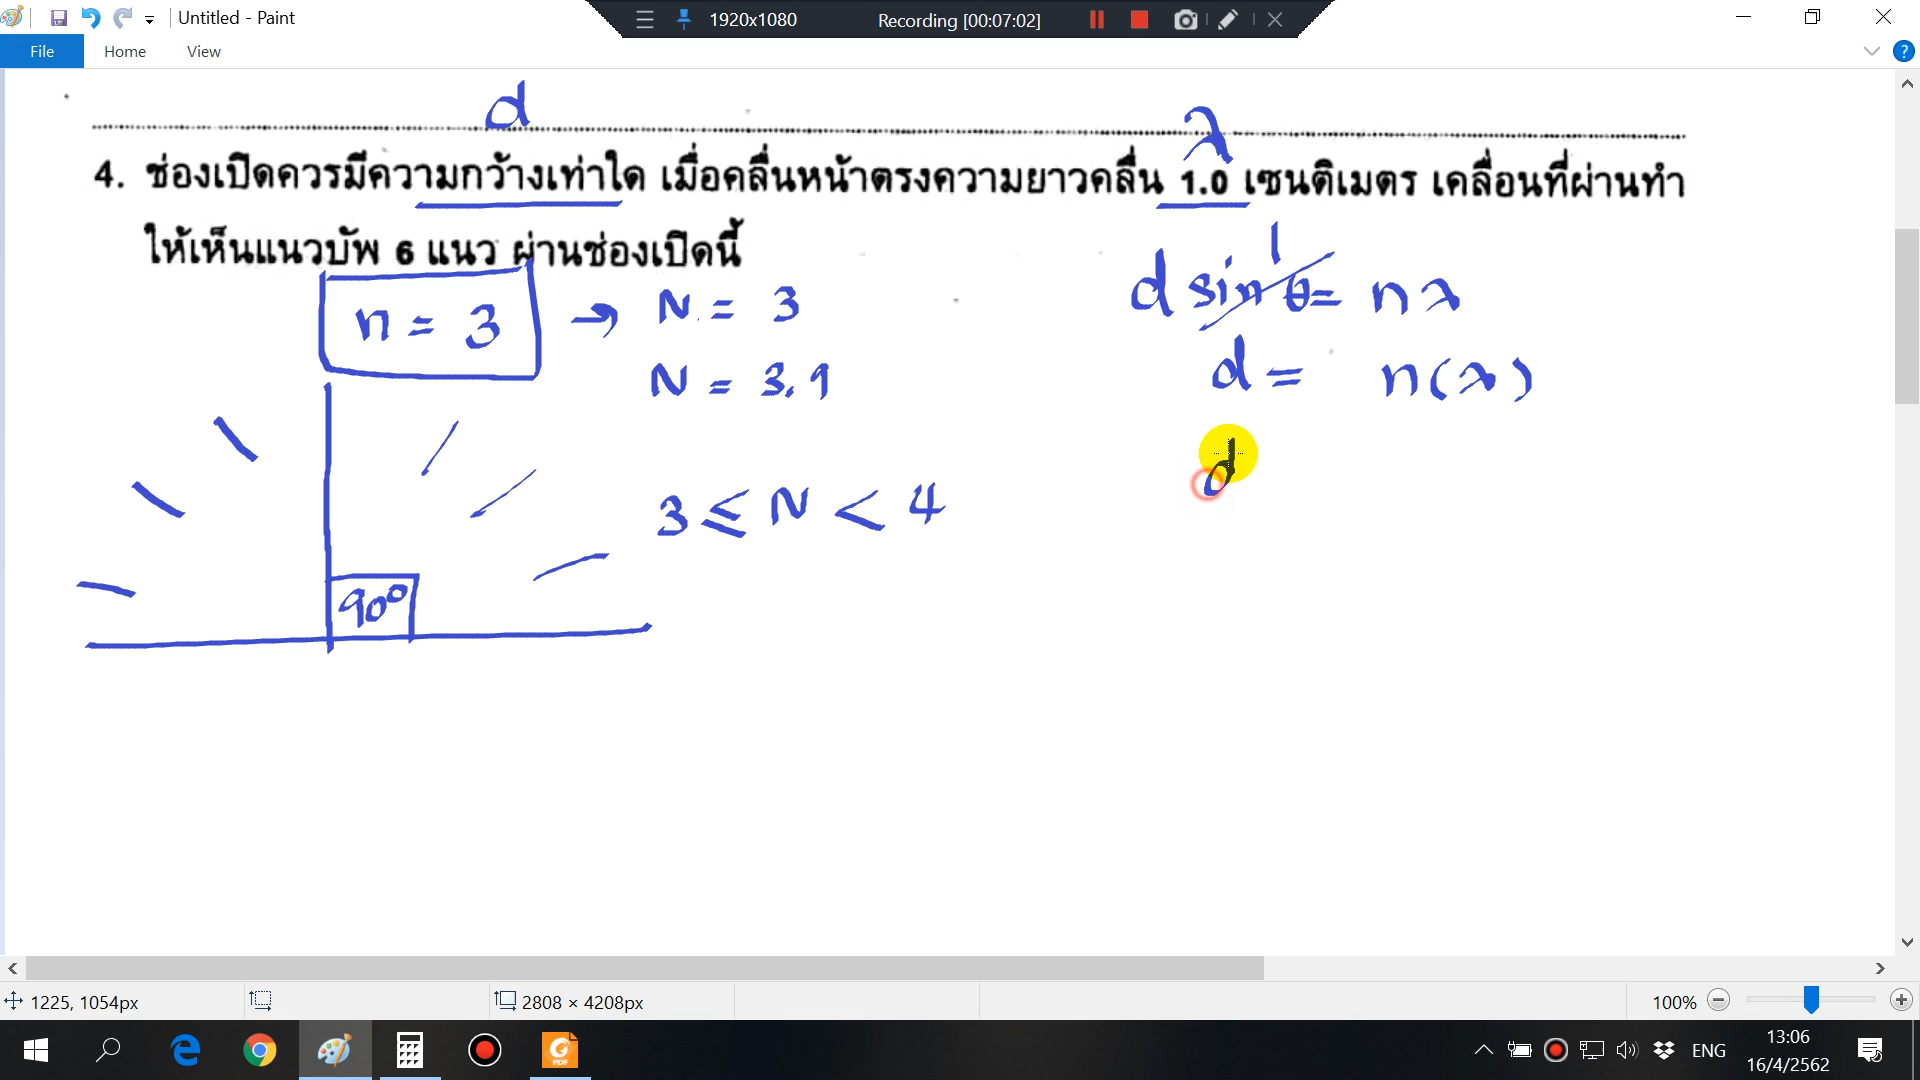 Untitled - Paint
1920x1080
Recording [00:07:02]
File
Home
View
d
λ
4. ช่องเปิดควรมีความกว้างเท่าใด เมื่อคลื่นหน้าตรงความยาวคลื่น 1.0 เซนติเมตร เคลื่อนที่ผ่านทำ
ให้เห็นแนวบัพ 6 แนว ผ่านช่องเปิดนี้
n = 3
→ N = 3
N = 3.9
3 ≤ N < 4
90°
1
d sin θ = nλ
d = n(λ)
d
1225, 1054px
2808 × 4208px
100%
PDF
ENG
13:06
16/4/2562